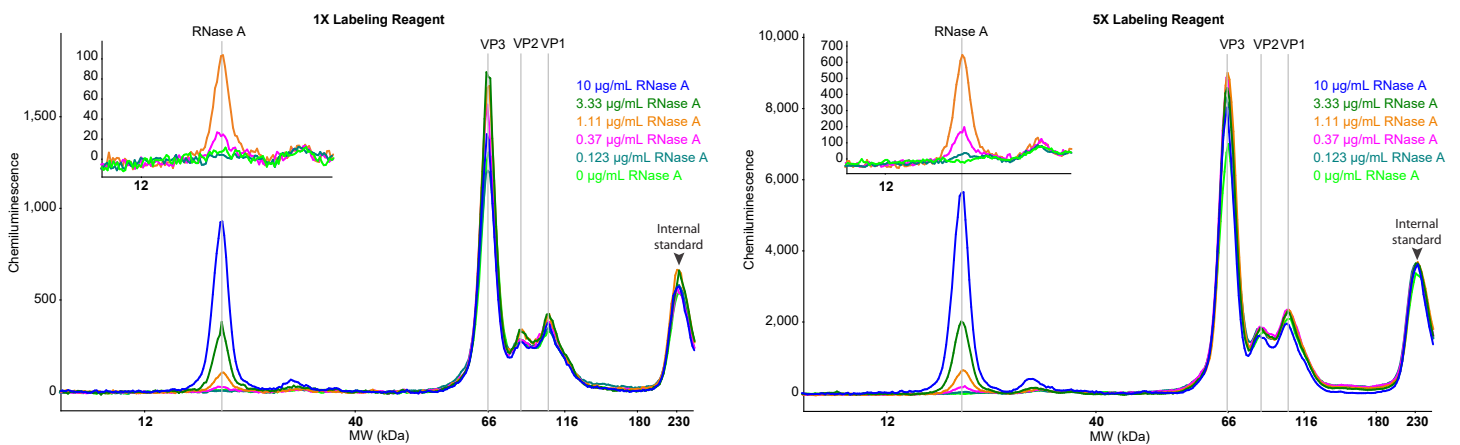 1X Labeling Reagent
RNase A
VP3 VP2 VP1
100
80
60
40
20
0
12
10 µg/mL RNase A
3.33 µg/mL RNase A
1.11 µg/mL RNase A
0.37 µg/mL RNase A
0.123 µg/mL RNase A
0 µg/mL RNase A
Internal
standard
1,500
1,000
500
0
Chemiluminescence
12 40 66 116 180 230
MW (kDa)
5X Labeling Reagent
RNase A
VP3 VP2 VP1
700
600
500
400
300
200
100
0
12
10 µg/mL RNase A
3.33 µg/mL RNase A
1.11 µg/mL RNase A
0.37 µg/mL RNase A
0.123 µg/mL RNase A
0 µg/mL RNase A
Internal
standard
10,000
8,000
6,000
4,000
2,000
0
Chemiluminescence
12 40 66 116 180 230
MW (kDa)